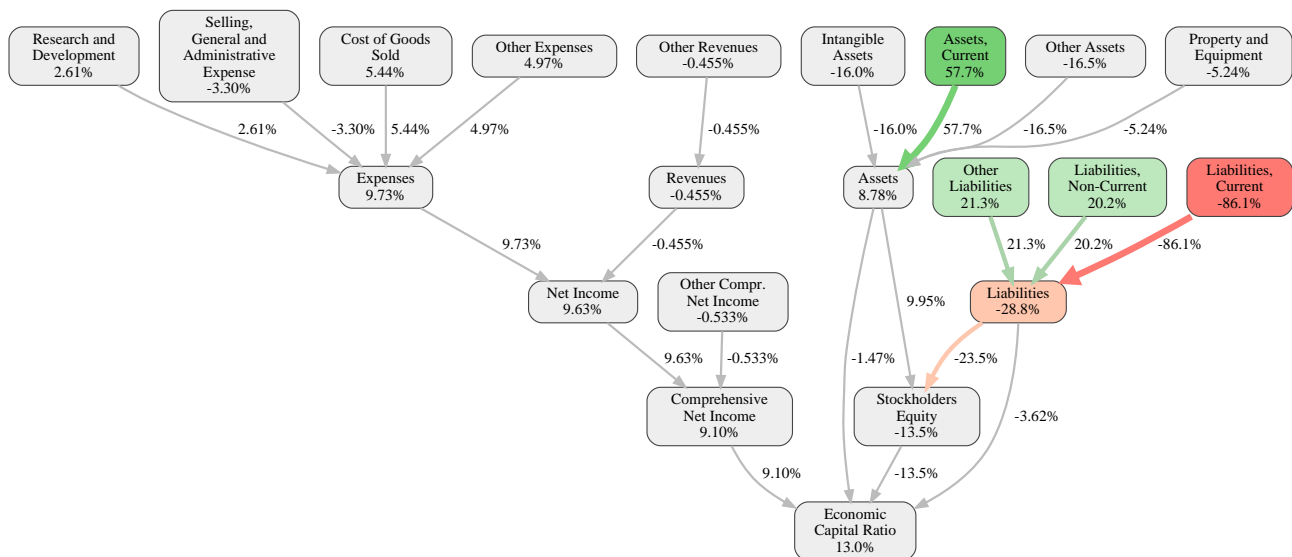 Research and
Development
2.61%
Selling,
General and
Administrative
Expense
-3.30%
Cost of Goods
Sold
5.44%
Other Expenses
4.97%
Other Revenues
-0.455%
Intangible
Assets
-16.0%
Assets,
Current
57.7%
Other Assets
-16.5%
Property and
Equipment
-5.24%
2.61%
-3.30%
5.44%
4.97%
-0.455%
-16.0%
57.7%
-16.5%
-5.24%
Expenses
9.73%
Revenues
-0.455%
Assets
8.78%
Other
Liabilities
21.3%
Liabilities,
Non-Current
20.2%
Liabilities,
Current
-86.1%
9.73%
-0.455%
21.3%
20.2%
-86.1%
Net Income
9.63%
Other Compr.
Net Income
-0.533%
9.95%
Liabilities
-28.8%
9.63%
-0.533%
-1.47%
-23.5%
Comprehensive
Net Income
9.10%
Stockholders
Equity
-13.5%
-3.62%
9.10%
-13.5%
Economic
Capital Ratio
13.0%